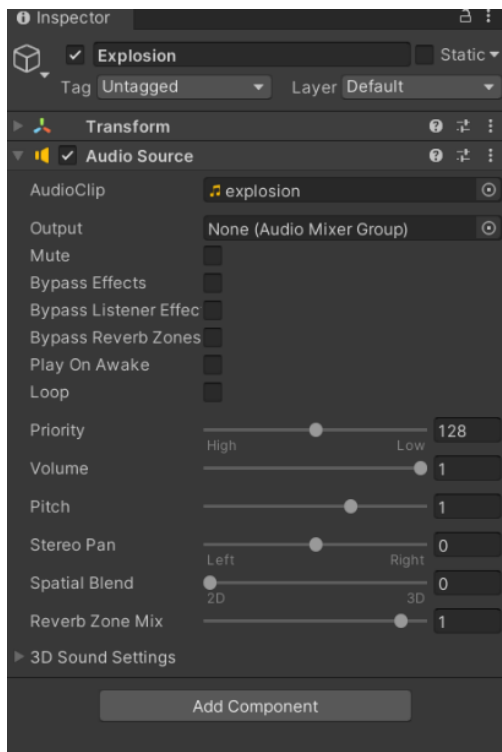 Inspector
Explosion Static
Tag Untagged Layer Default
Transform
Audio Source
AudioClip explosion
Output None (Audio Mixer Group)
Mute
Bypass Effects
Bypass Listener Effec
Bypass Reverb Zones
Play On Awake
Loop
Priority 128
High Low
Volume 1
Pitch 1
Stereo Pan 0
Left Right
Spatial Blend 0
2D 3D
Reverb Zone Mix 1
3D Sound Settings
Add Component